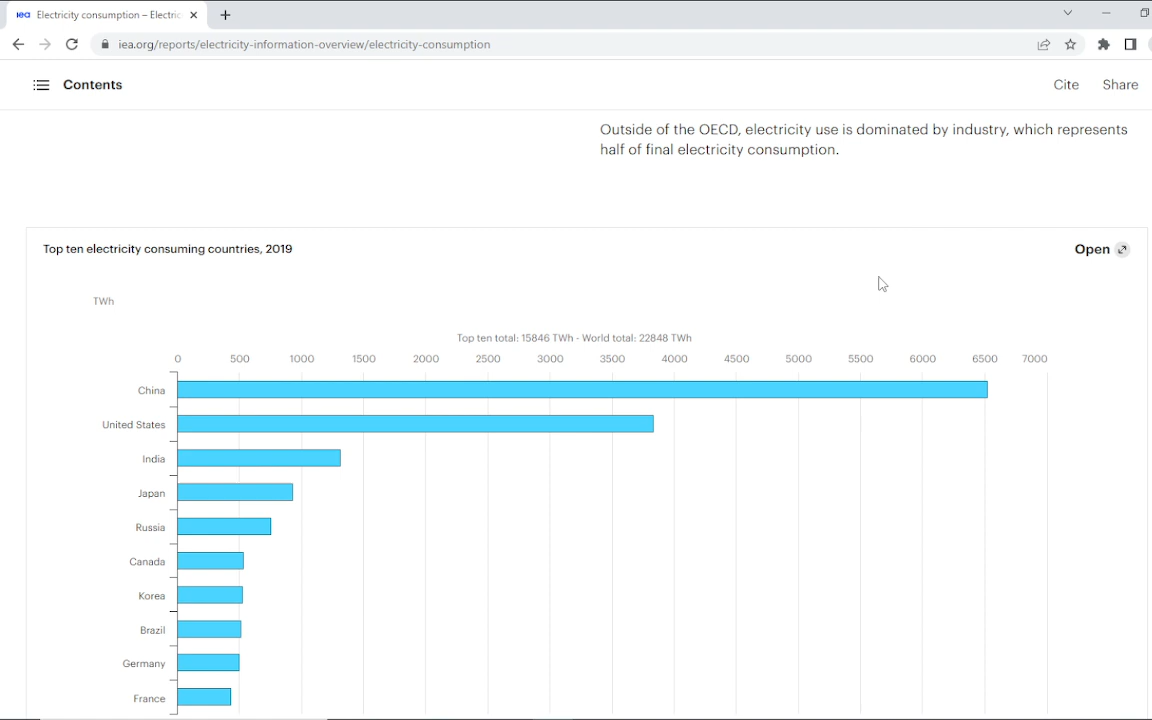 iea Electricity consumption – Electric
iea.org/reports/electricity-information-overview/electricity-consumption
Contents
Cite
Share
Outside of the OECD, electricity use is dominated by industry, which represents
half of final electricity consumption.
Top ten electricity consuming countries, 2019
Open
TWh
Top ten total: 15846 TWh - World total: 22848 TWh
0 500 1000 1500 2000 2500 3000 3500 4000 4500 5000 5500 6000 6500 7000
China
United States
India
Japan
Russia
Canada
Korea
Brazil
Germany
France